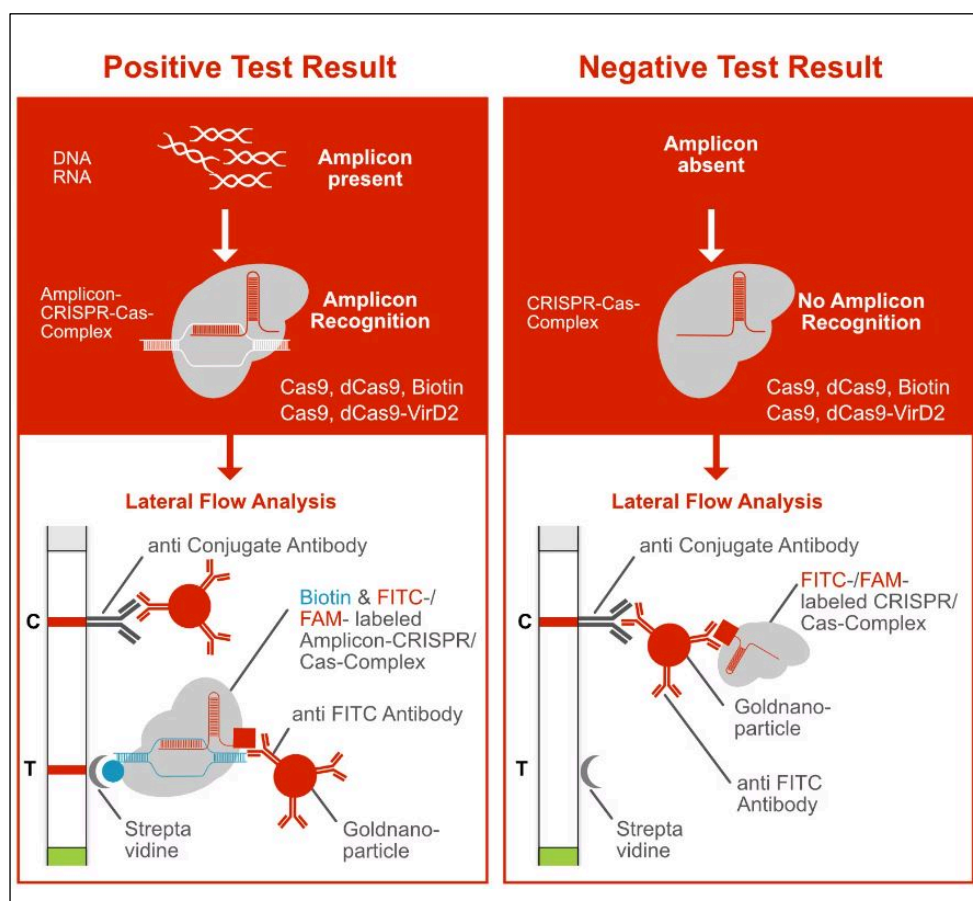 Positive Test Result
DNA
RNA
Amplicon
present
Amplicon-
CRISPR-Cas-
Complex
Amplicon
Recognition
Cas9, dCas9, Biotin
Cas9, dCas9-VirD2
Lateral Flow Analysis
anti Conjugate Antibody
C
Biotin & FITC-/
FAM- labeled
Amplicon-CRISPR/
Cas-Complex
anti FITC Antibody
T
Strepta
vidine
Goldnano-
particle
Negative Test Result
Amplicon
absent
CRISPR-Cas-
Complex
No Amplicon
Recognition
Cas9, dCas9, Biotin
Cas9, dCas9-VirD2
Lateral Flow Analysis
anti Conjugate Antibody
FITC-/FAM-
labeled CRISPR/
Cas-Complex
C
Goldnano-
particle
T
anti FITC
Antibody
Strepta
vidine